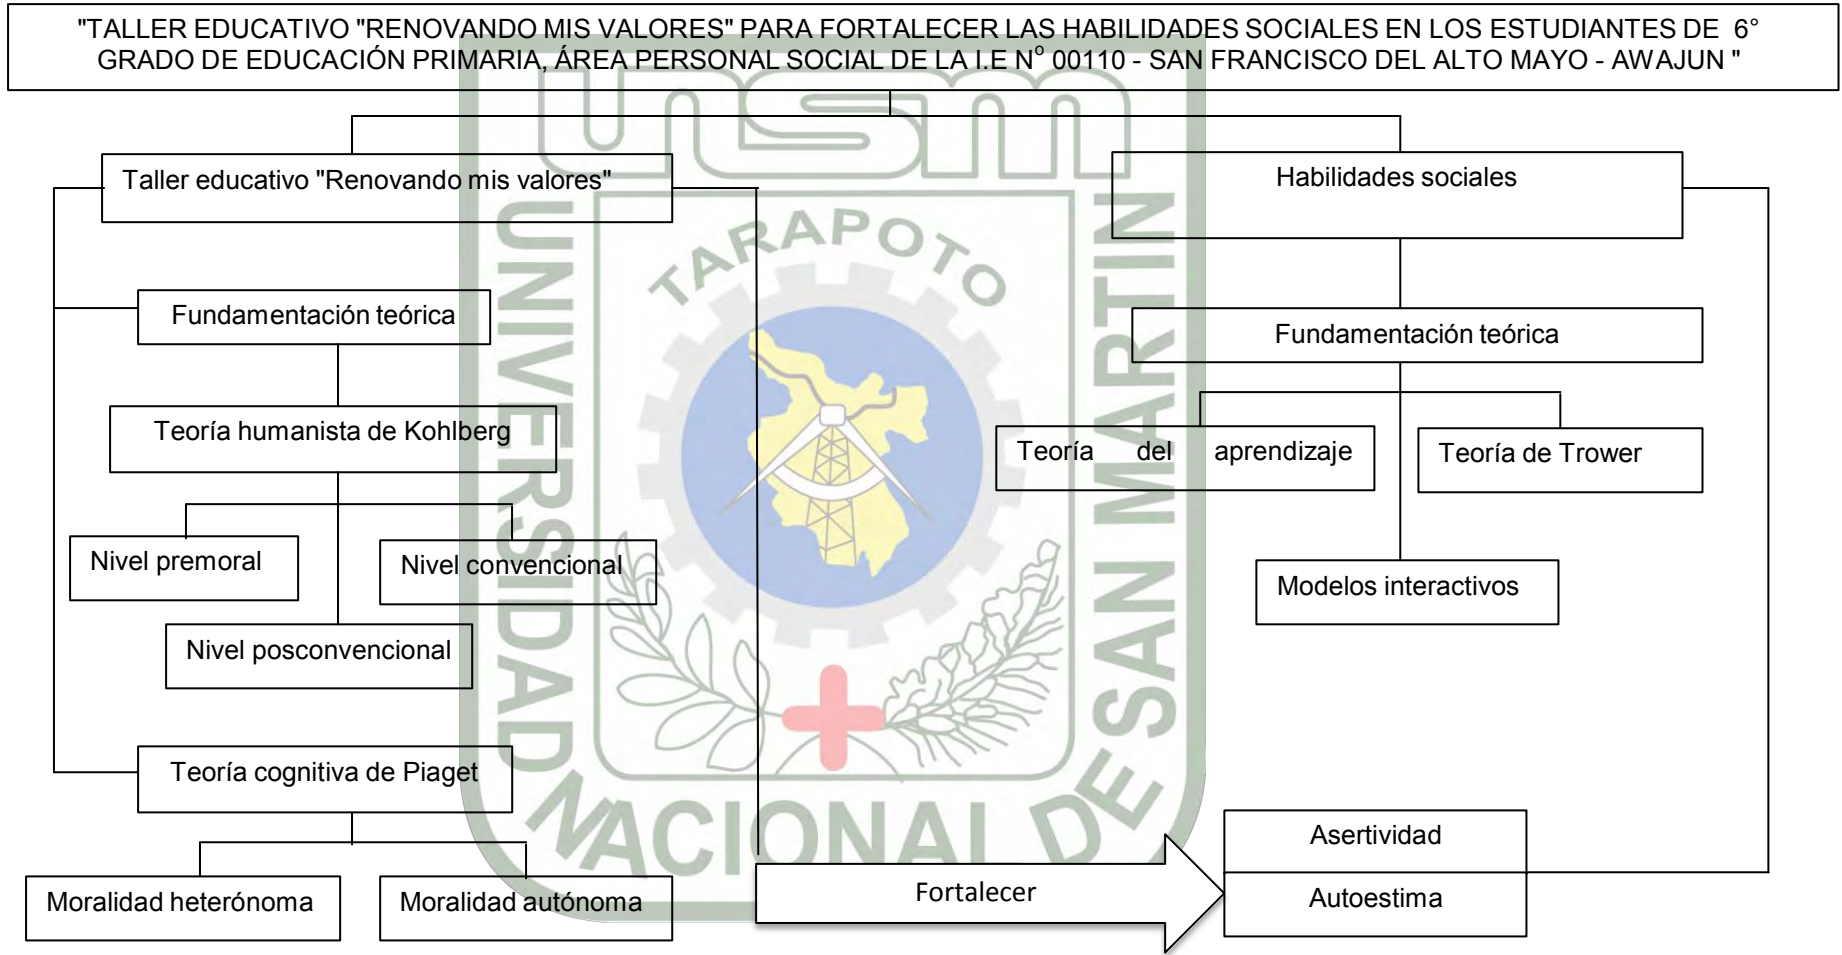 "TALLER EDUCATIVO "RENOVANDO MIS VALORES" PARA FORTALECER LAS HABILIDADES SOCIALES EN LOS ESTUDIANTES DE 6°
GRADO DE EDUCACIÓN PRIMARIA, ÁREA PERSONAL SOCIAL DE LA I.E Nº 00110 - SAN FRANCISCO DEL ALTO MAYO - AWAJUN "
unsm
Taller educativo "Renovando mis valores"
Habilidades sociales
UNIVERSIDAD NACIONAL DE SAN MARTIN
TARAPOTO
Fundamentación teórica
Fundamentación teórica
Teoría humanista de Kohlberg
Teoría del aprendizaje
Teoría de Trower
Nivel premoral
Nivel convencional
Modelos interactivos
Nivel posconvencional
Teoría cognitiva de Piaget
Asertividad
Moralidad heterónoma
Moralidad autónoma
Fortalecer
Autoestima